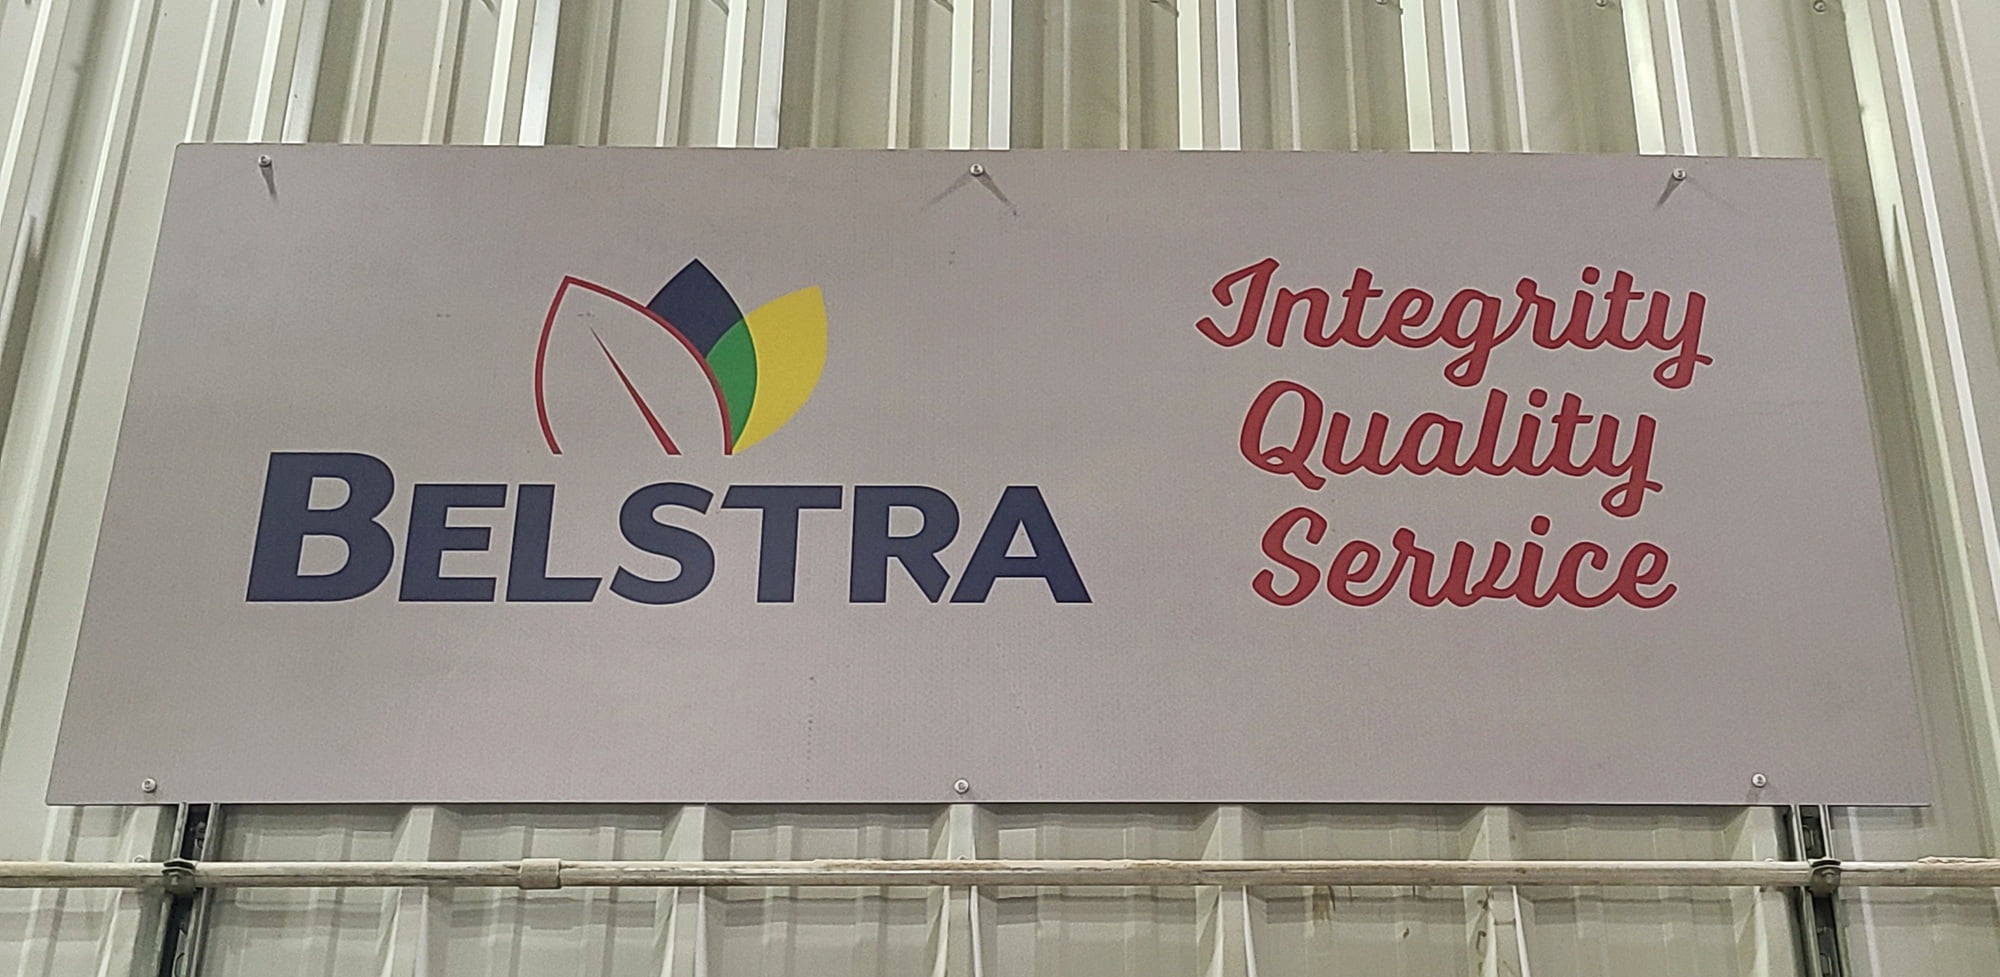 BELSTRA
Integrity
Quality
Service